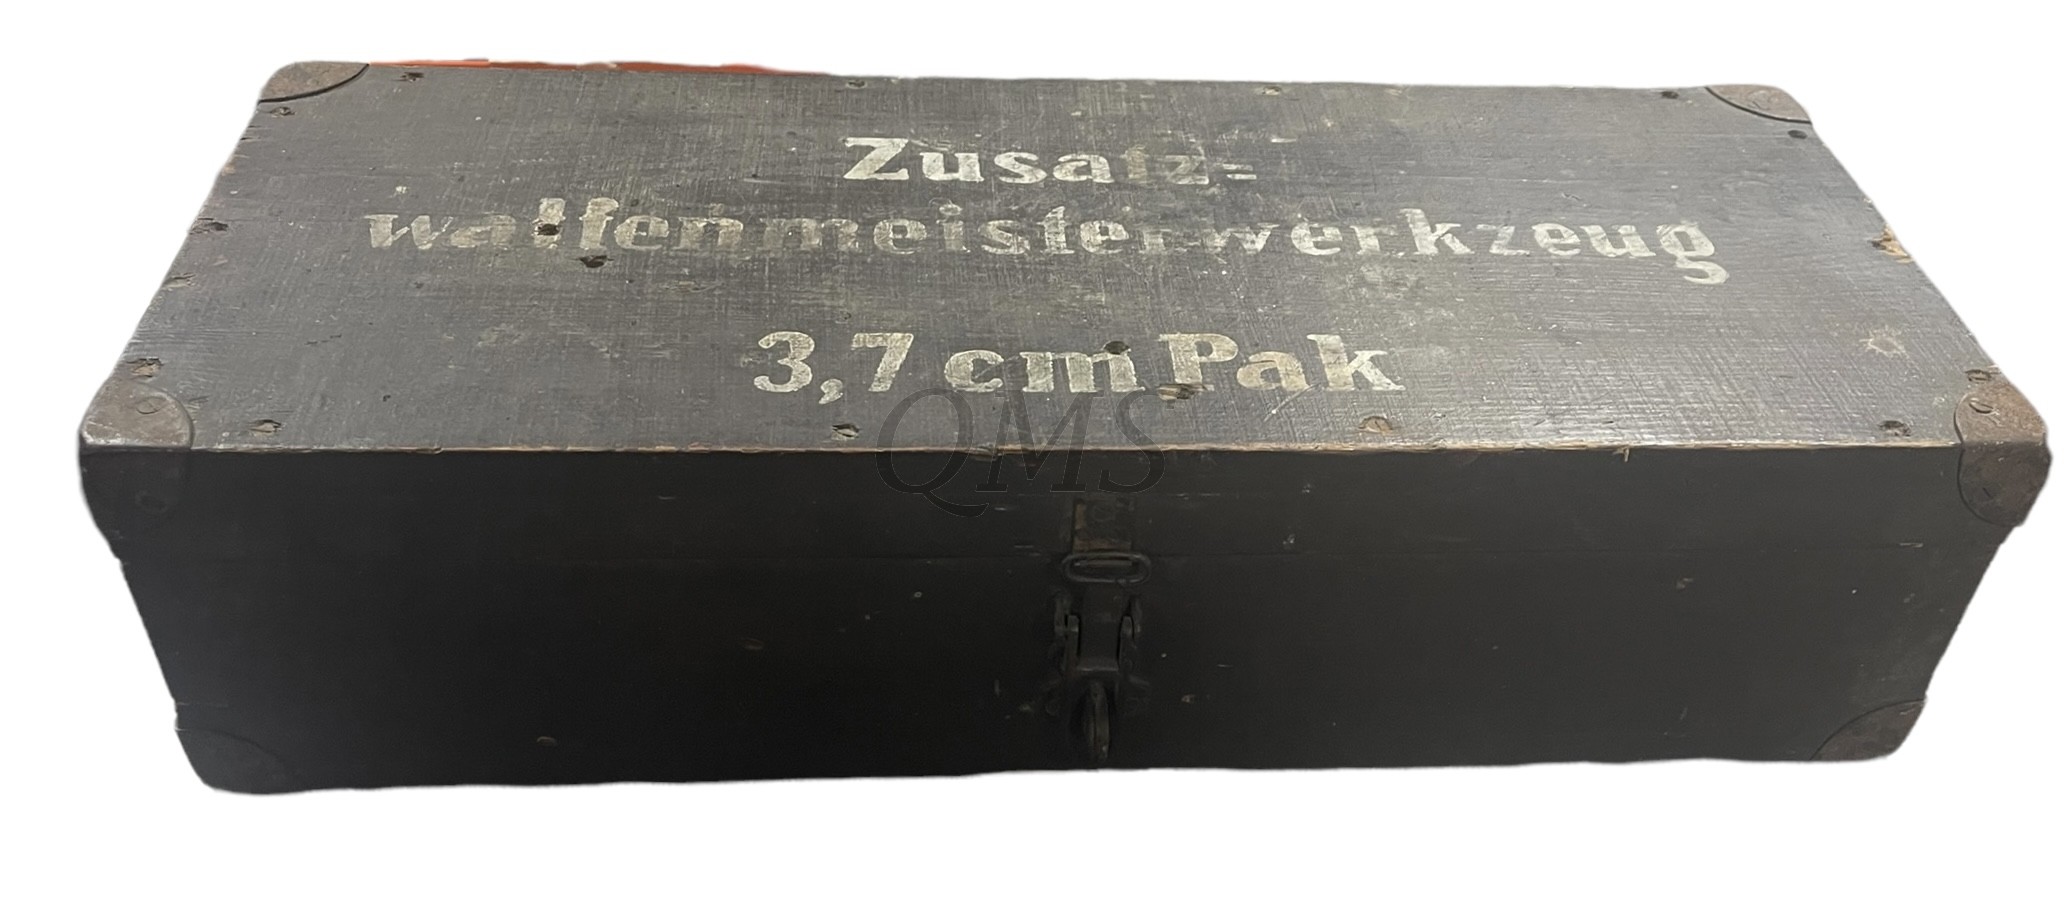 Zusatz=
waffenmeisterwerkzeug
3,7 cm Pak
QMS